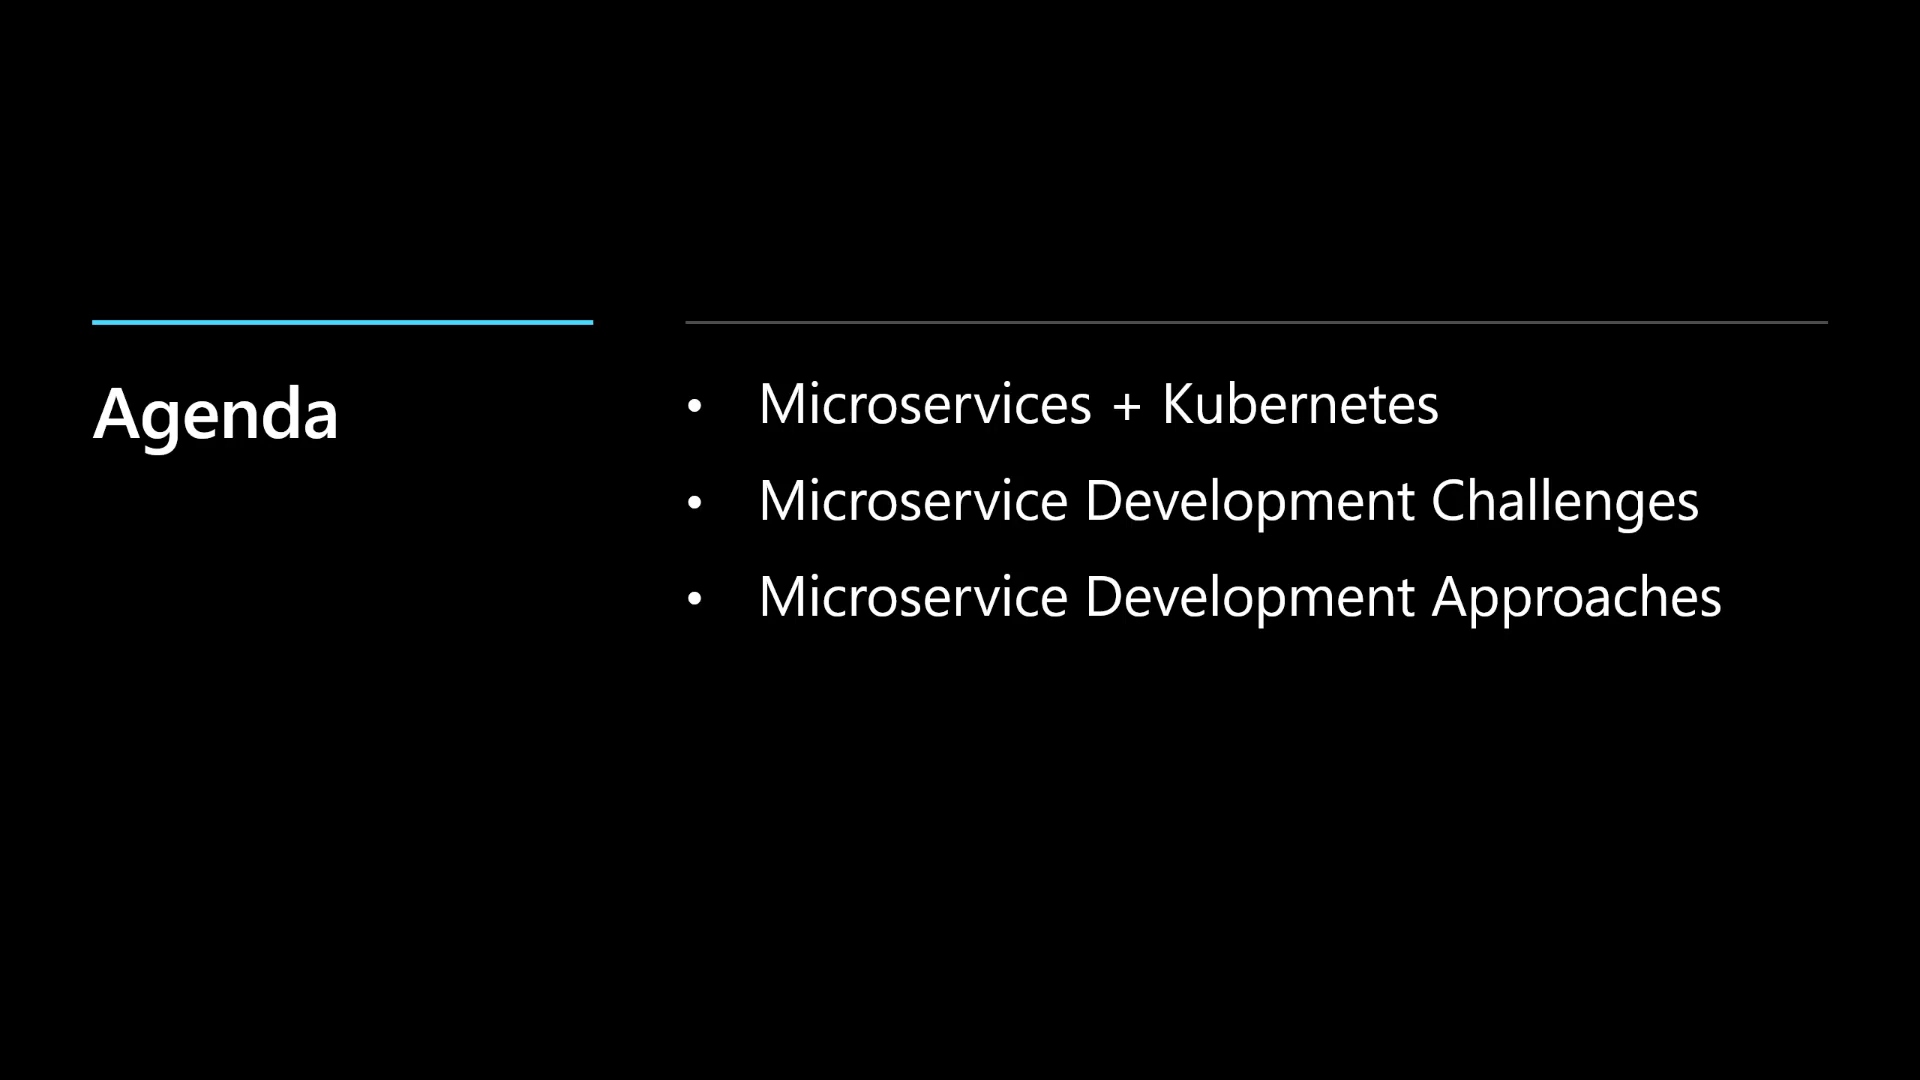 Agenda
• Microservices + Kubernetes
• Microservice Development Challenges
• Microservice Development Approaches